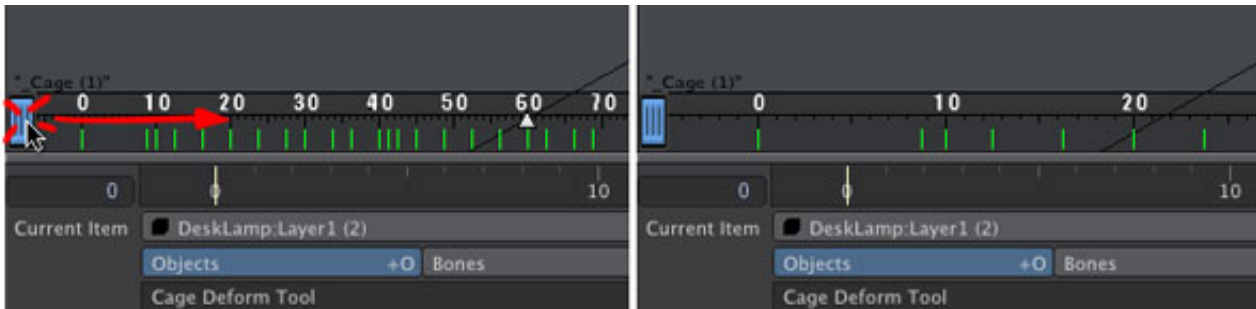 "_Cage (1)"
0 10 20 30 40 50 60 70
0 0 10
Current Item DeskLamp:Layer1 (2)
Objects +O Bones
Cage Deform Tool
"_Cage (1)"
0 10 20
0 0 10
Current Item DeskLamp:Layer1 (2)
Objects +O Bones
Cage Deform Tool